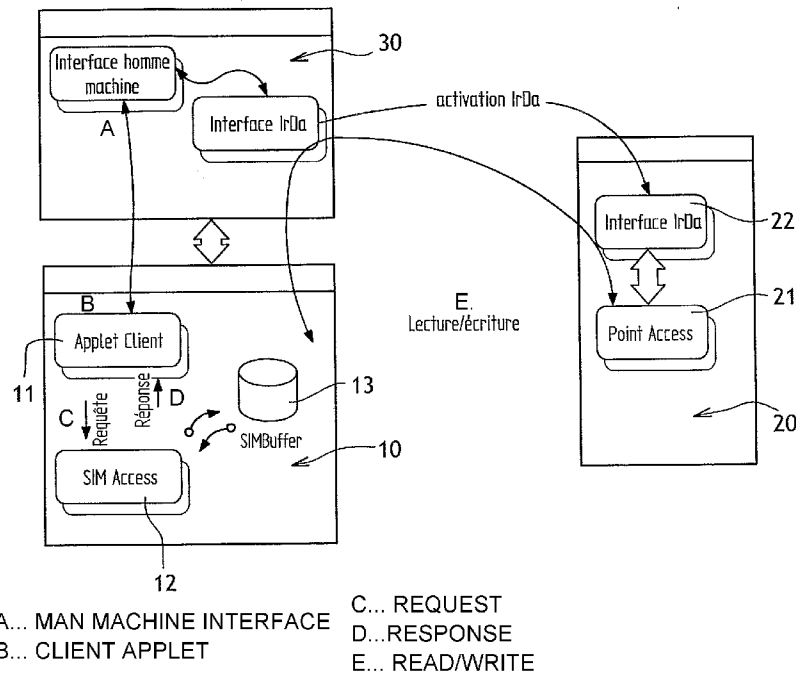 30
Interface homme
machine
A
Interface IrDa
activation IrDa
Interface IrDa
22
B
Applet Client
11
E.
Lecture/écriture
21
Point Access
Réponse
D
13
C
Requête
SIMBuffer
20
10
SIM Access
12
A... MAN MACHINE INTERFACE
B... CLIENT APPLET
C... REQUEST
D...RESPONSE
E... READ/WRITE